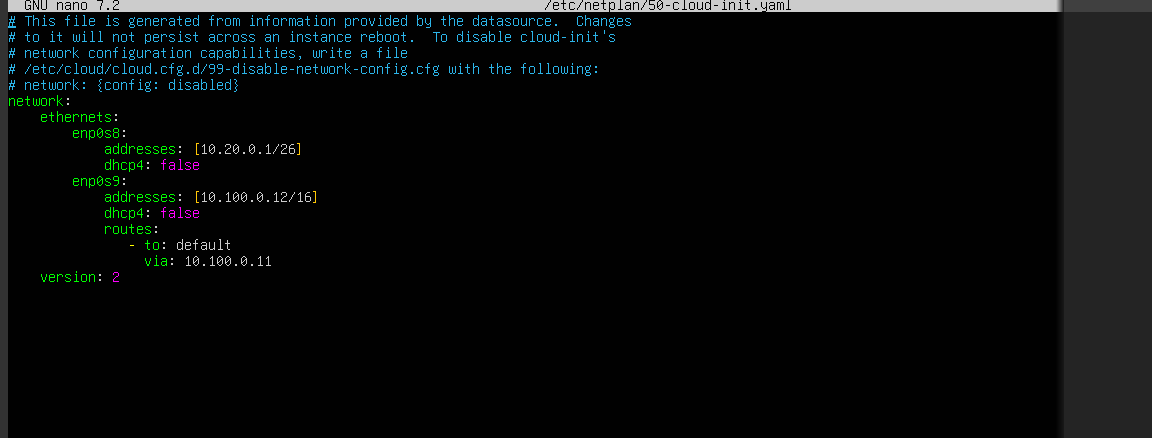 GNU nano 7.2 /etc/netplan/50-cloud-init.yaml
# This file is generated from information provided by the datasource.  Changes
# to it will not persist across an instance reboot.  To disable cloud-init's
# network configuration capabilities, write a file
# /etc/cloud/cloud.cfg.d/99-disable-network-config.cfg with the following:
# network: {config: disabled}
network:
    ethernets:
        enp0s8:
            addresses: [10.20.0.1/26]
            dhcp4: false
        enp0s9:
            addresses: [10.100.0.12/16]
            dhcp4: false
            routes:
               - to: default
                 via: 10.100.0.11
    version: 2